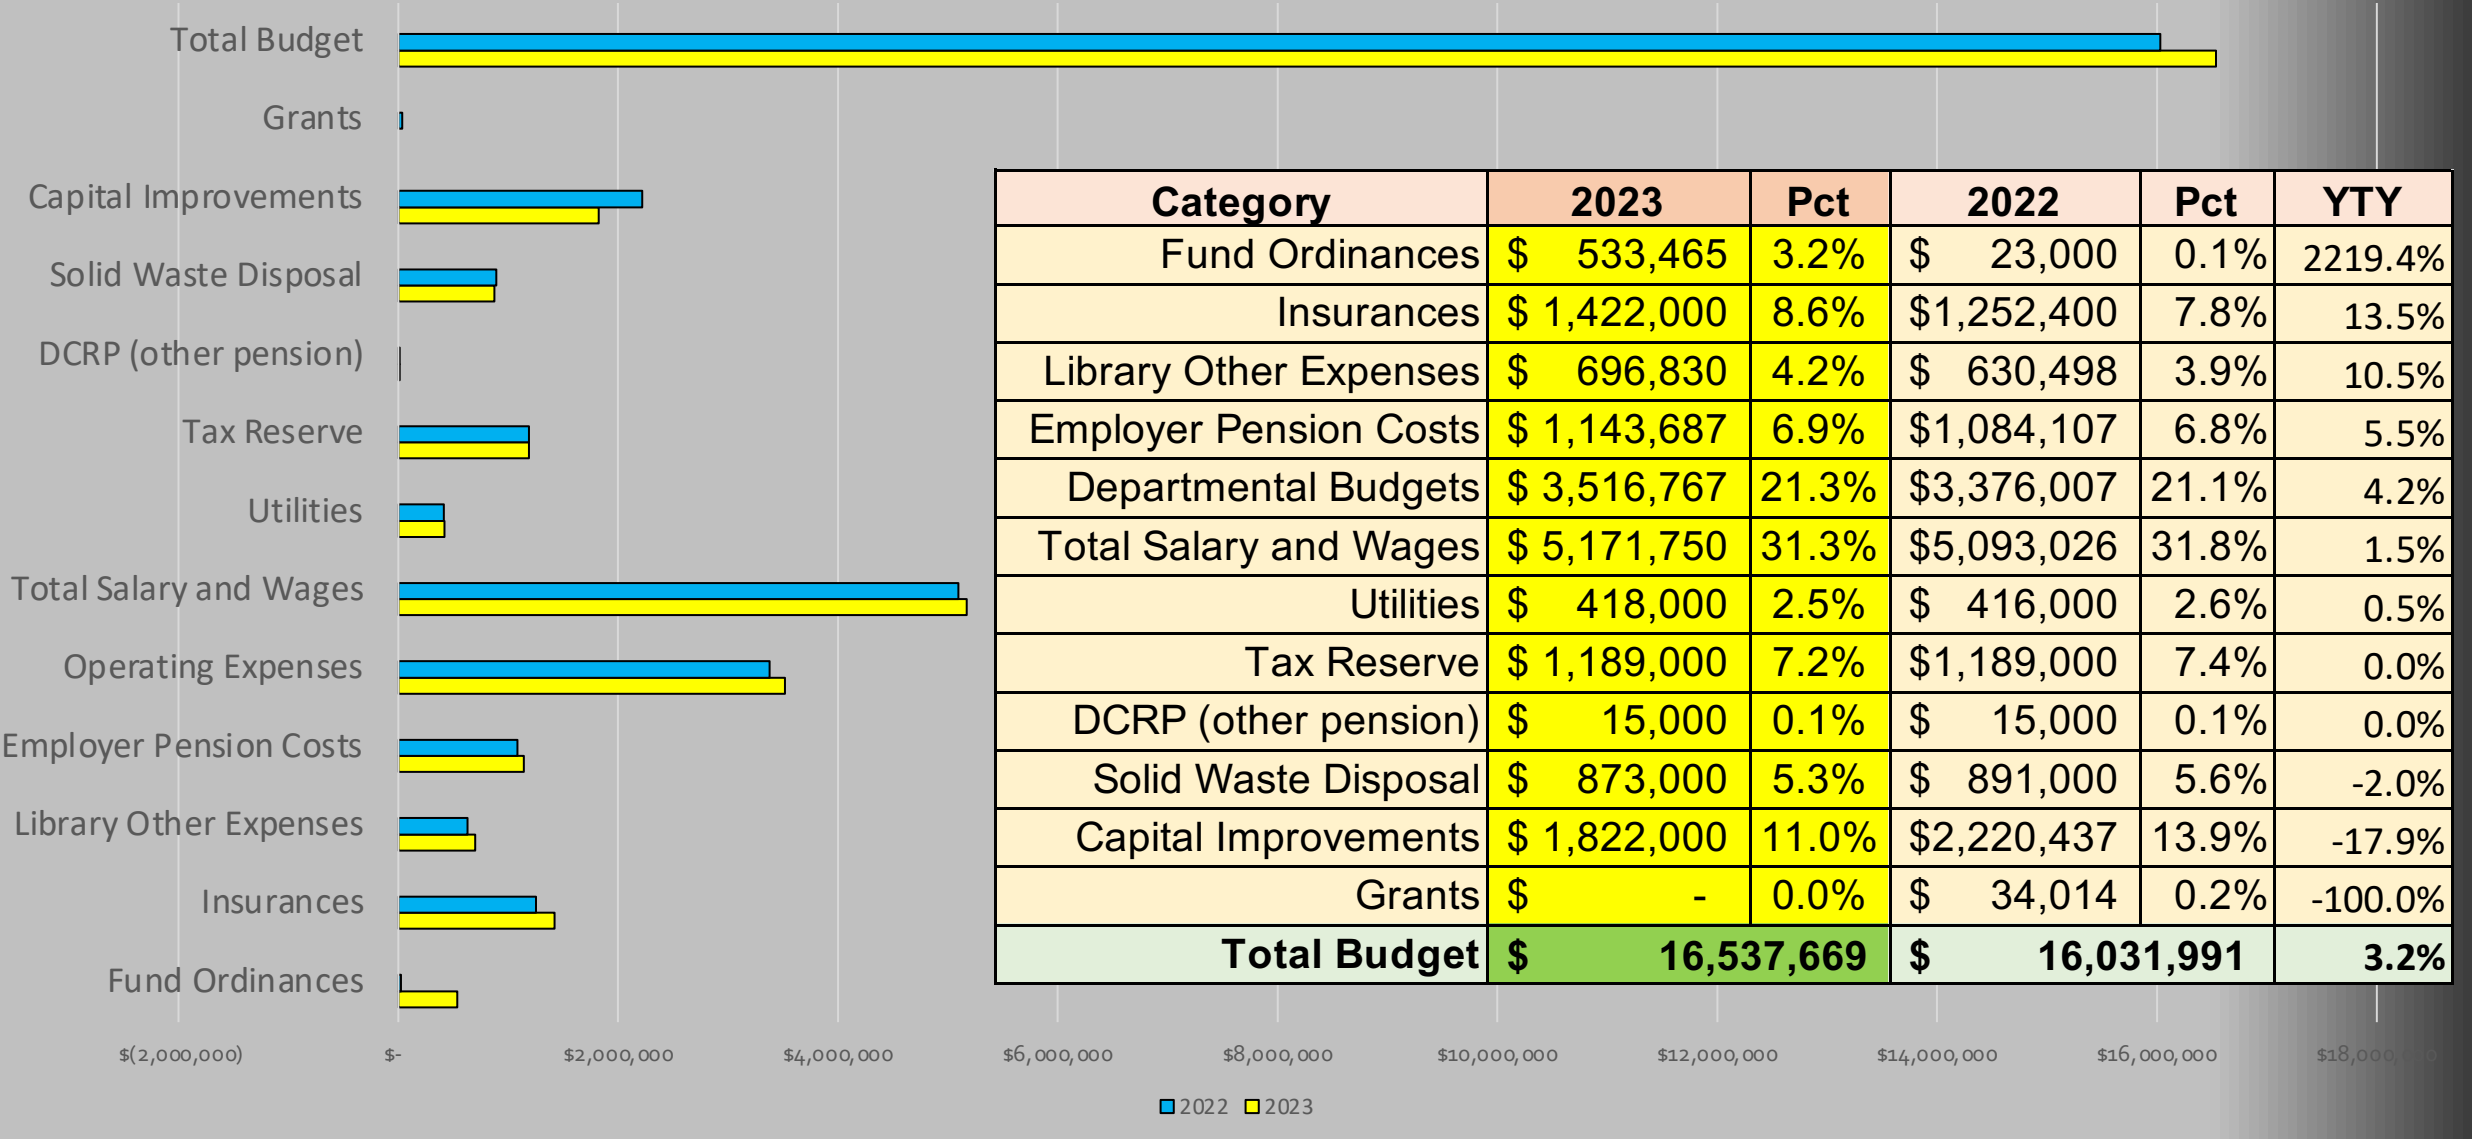 Total Budget
Grants
Capital Improvements
Solid Waste Disposal
DCRP (other pension)
Tax Reserve
Utilities
Total Salary and Wages
Operating Expenses
Employer Pension Costs
Library Other Expenses
Insurances
Fund Ordinances
Category 2023 Pct 2022 Pct YTY
Fund Ordinances $ 533,465 3.2% $ 23,000 0.1% 2219.4%
Insurances $ 1,422,000 8.6% $1,252,400 7.8% 13.5%
Library Other Expenses $ 696,830 4.2% $ 630,498 3.9% 10.5%
Employer Pension Costs $ 1,143,687 6.9% $1,084,107 6.8% 5.5%
Departmental Budgets $ 3,516,767 21.3% $3,376,007 21.1% 4.2%
Total Salary and Wages $ 5,171,750 31.3% $5,093,026 31.8% 1.5%
Utilities $ 418,000 2.5% $ 416,000 2.6% 0.5%
Tax Reserve $ 1,189,000 7.2% $1,189,000 7.4% 0.0%
DCRP (other pension) $ 15,000 0.1% $ 15,000 0.1% 0.0%
Solid Waste Disposal $ 873,000 5.3% $ 891,000 5.6% -2.0%
Capital Improvements $ 1,822,000 11.0% $2,220,437 13.9% -17.9%
Grants $ - 0.0% $ 34,014 0.2% -100.0%
Total Budget $ 16,537,669 $ 16,031,991 3.2%
$(2,000,000) $- $2,000,000 $4,000,000 $6,000,000 $8,000,000 $10,000,000 $12,000,000 $14,000,000 $16,000,000 $18,000,000
2022 2023